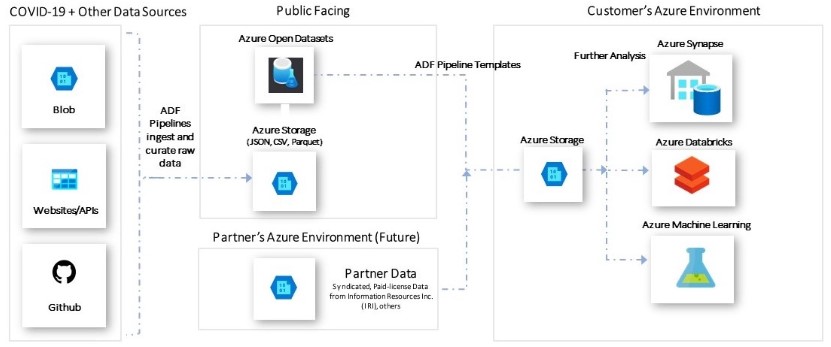 COVID-19 + Other Data Sources
Blob
Websites/APIs
Github
ADF
Pipelines
ingest and
curate raw
data
Public Facing
Azure Open Datasets
Azure Storage
(JSON, CSV, Parquet)
Partner's Azure Environment (Future)
Partner Data
Syndicated, Paid-license Data
from Information Resources Inc.
(IRI), others
ADF Pipeline Templates
Customer's Azure Environment
Azure Storage
Further Analysis
Azure Synapse
Azure Databricks
Azure Machine Learning